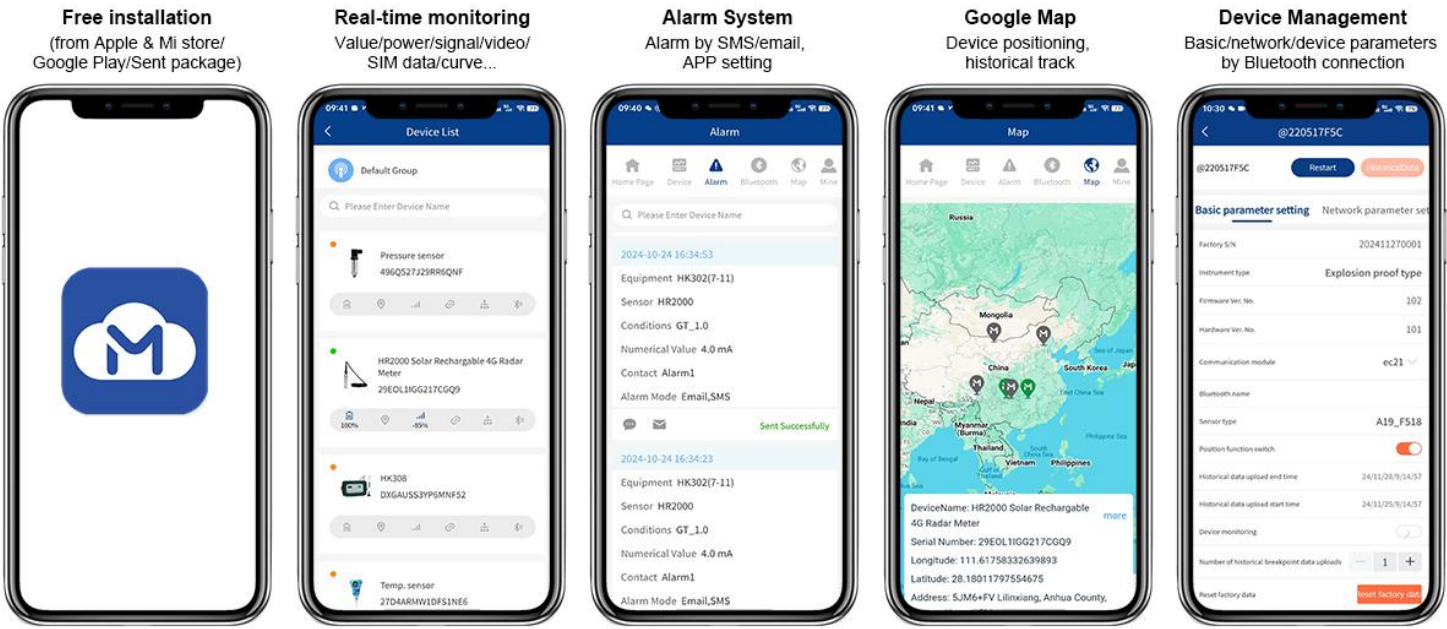 Free installation
(from Apple & Mi store/
Google Play/Sent package)
Real-time monitoring
Value/power/signal/video/
SIM data/curve...
Alarm System
Alarm by SMS/email,
APP setting
Google Map
Device positioning,
historical track
Device Management
Basic/network/device parameters
by Bluetooth connection
M
09:41
Device List
Default Group
Please Enter Device Name
Pressure sensor
496Q527J29RR6QNF
HR2000 Solar Rechargable 4G Radar
Meter
29EOL1IGG217CGQ9
100%
-85%
HK308
DXGAUSS3YP6MNF52
Temp. sensor
27D4ARMW1DFS1NE6
09:40
Alarm
Home Page Device Alarm Bluetooth Map Mine
Please Enter Device Name
2024-10-24 16:34:53
Equipment HK302(7-11)
Sensor HR2000
Conditions GT_1.0
Numerical Value 4.0 mA
Contact Alarm1
Alarm Mode Email,SMS
Sent Successfully
2024-10-24 16:34:23
Equipment HK302(7-11)
Sensor HR2000
Conditions GT_1.0
Numerical Value 4.0 mA
Contact Alarm1
Alarm Mode Email,SMS
09:41
Map
Home Page Device Alarm Bluetooth Map Mine
Russia
Mongolia
Sea of Japan
China
South Korea
Jap
Nepal
East China Sea
India
Myanmar
(Burma)
Philippine Sea
Thailand
South
China Sea
Bay of Bengal
Vietnam
Philippines
Gulf of
Thailand
DeviceName: HR2000 Solar Rechargable
4G Radar Meter
more
Serial Number: 29EOL1IGG217CGQ9
Longitude: 111.61758332639893
Latitude: 28.18011797554675
Address: 5JM6+FV Lilinxiang, Anhua County,
10:30
@220517F5C
@220517F5C Restart HistoricalData
Basic parameter setting Network parameter set
Factory S/N 202411270001
Instrument type Explosion proof type
Firmware Ver. No. 102
Hardware Ver. No. 101
Communication module ec21
Bluetooth name
Sensor type A19_F518
Position function switch
Historical data upload end time 24/11/28/9/14/57
Historical data upload start time 24/11/25/9/14/57
Device monitoring
Number of historical breakpoint data uploads — 1 +
Reset factory data
Reset factory data